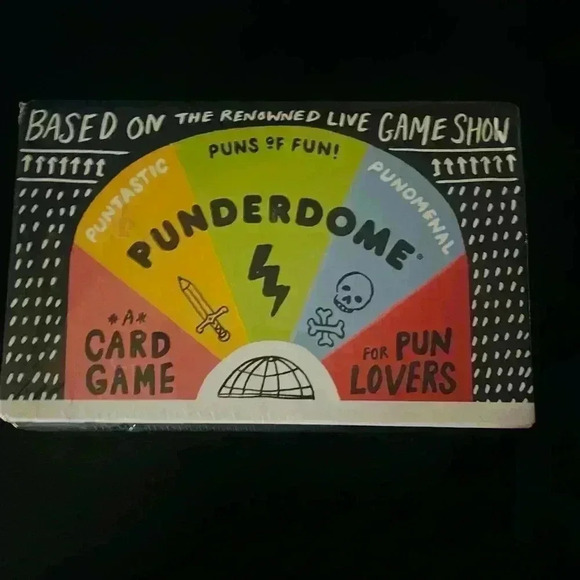 BASED ON THE RENOWNED LIVE GAME SHOW
PUNS OF FUN!
PUNTASTIC
PUNOMENAL
PUNDERDOME®
*A*
CARD
GAME
FOR PUN
LOVERS